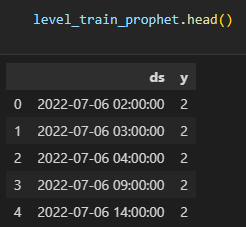 level_train_prophet.head()
ds y
0 2022-07-06 02:00:00 2
1 2022-07-06 03:00:00 2
2 2022-07-06 04:00:00 2
3 2022-07-06 09:00:00 2
4 2022-07-06 14:00:00 2